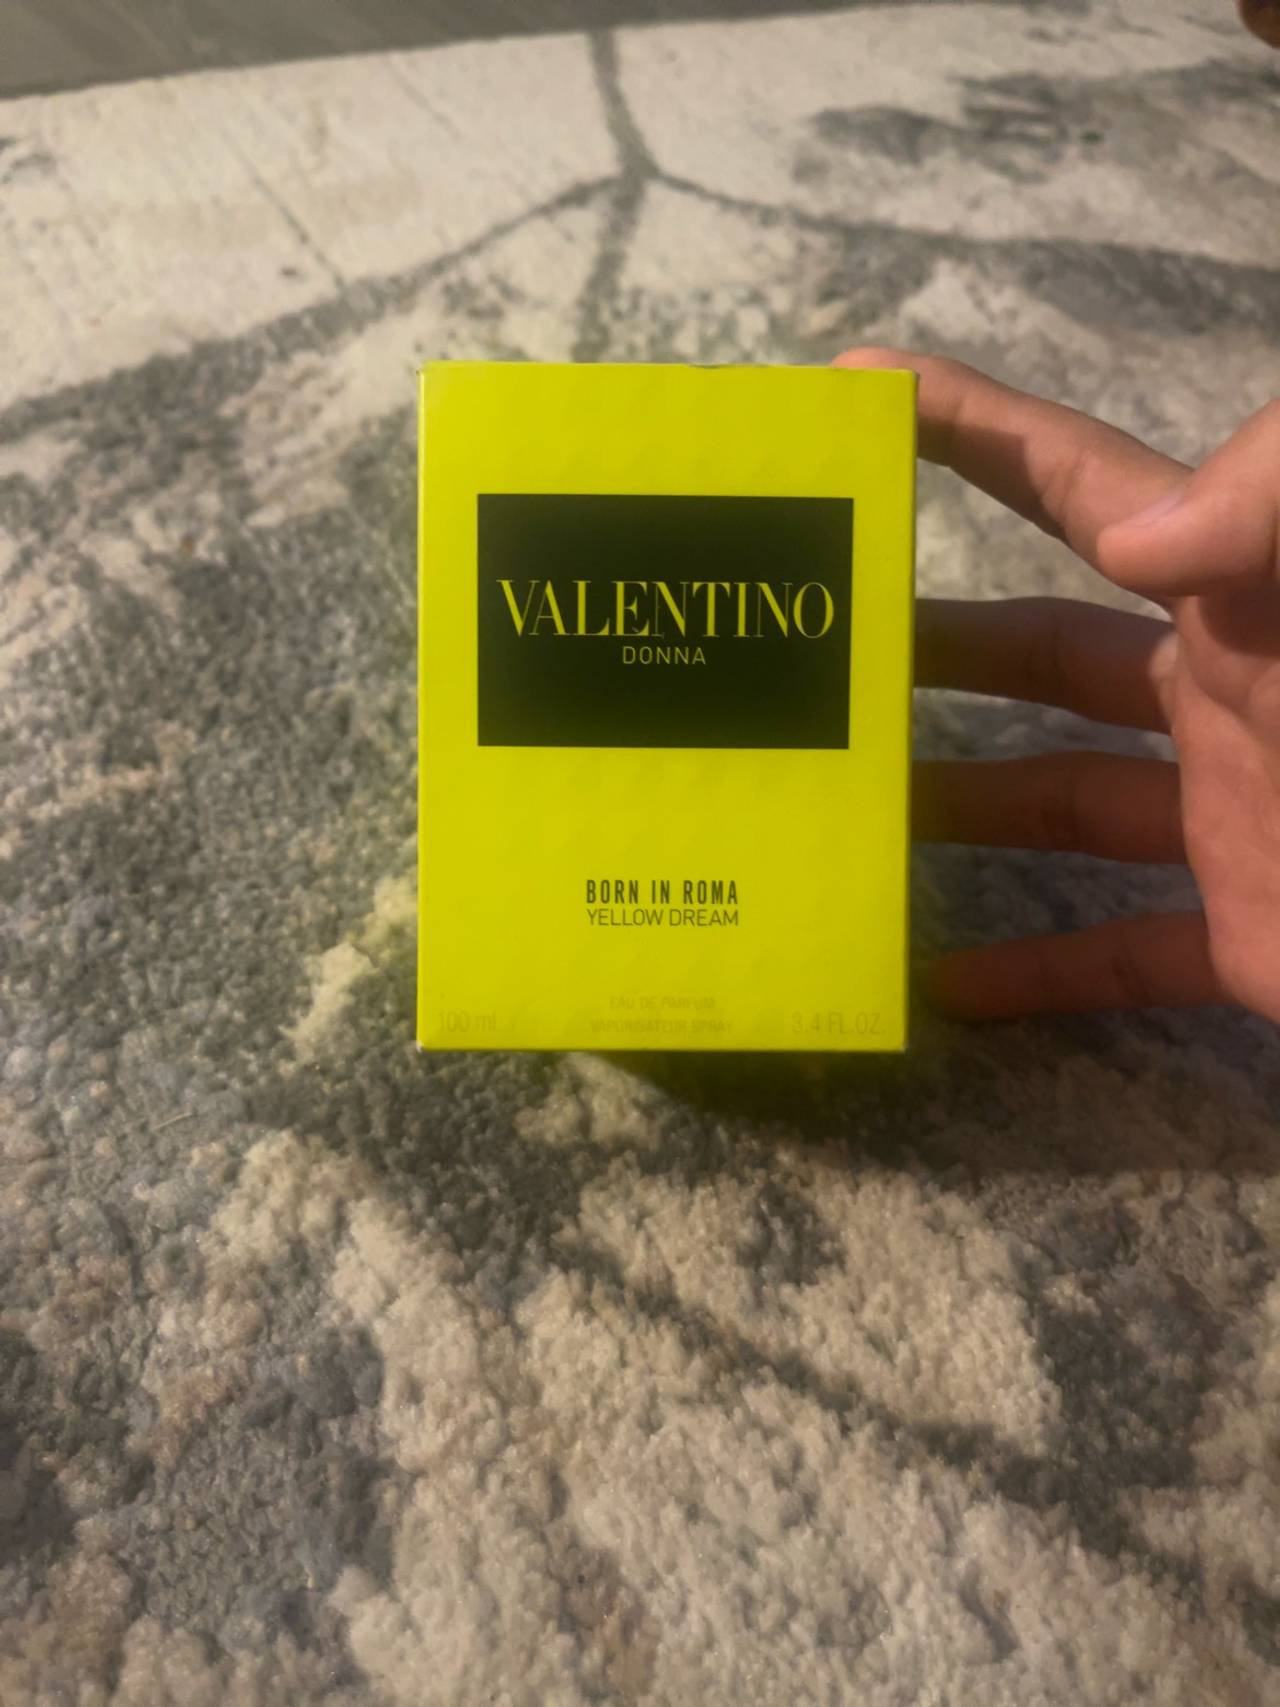 VALENTINO
DONNA
BORN IN ROMA
YELLOW DREAM
EAU DE PARFUM
100 ml VAPORISATEUR SPRAY 3.4 FL.OZ.